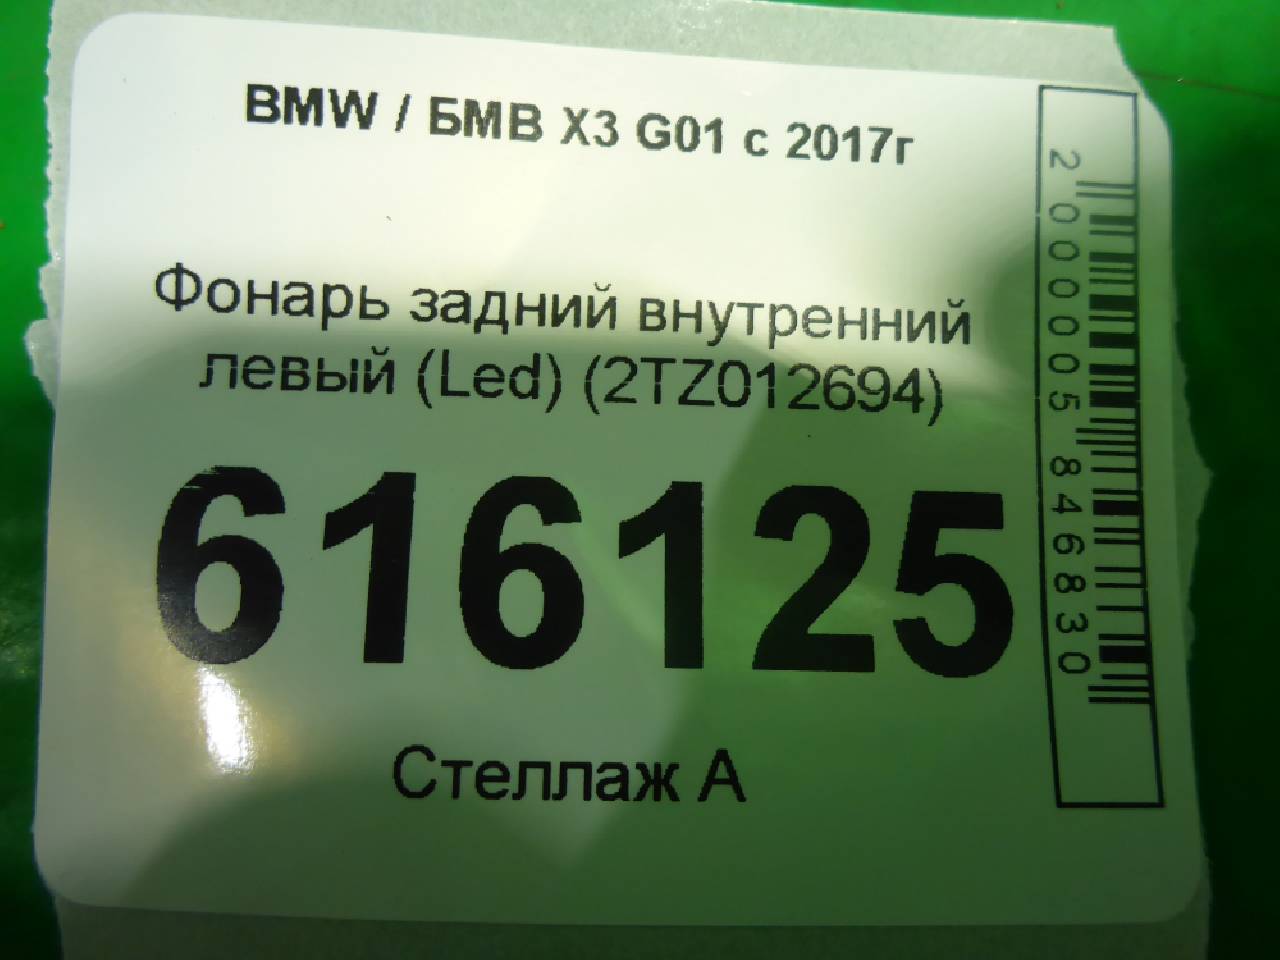 BMW / БМВ X3 G01 с 2017г
Фонарь задний внутренний
левый (Led) (2TZ012694)
616125
Стеллаж А
2000005846830